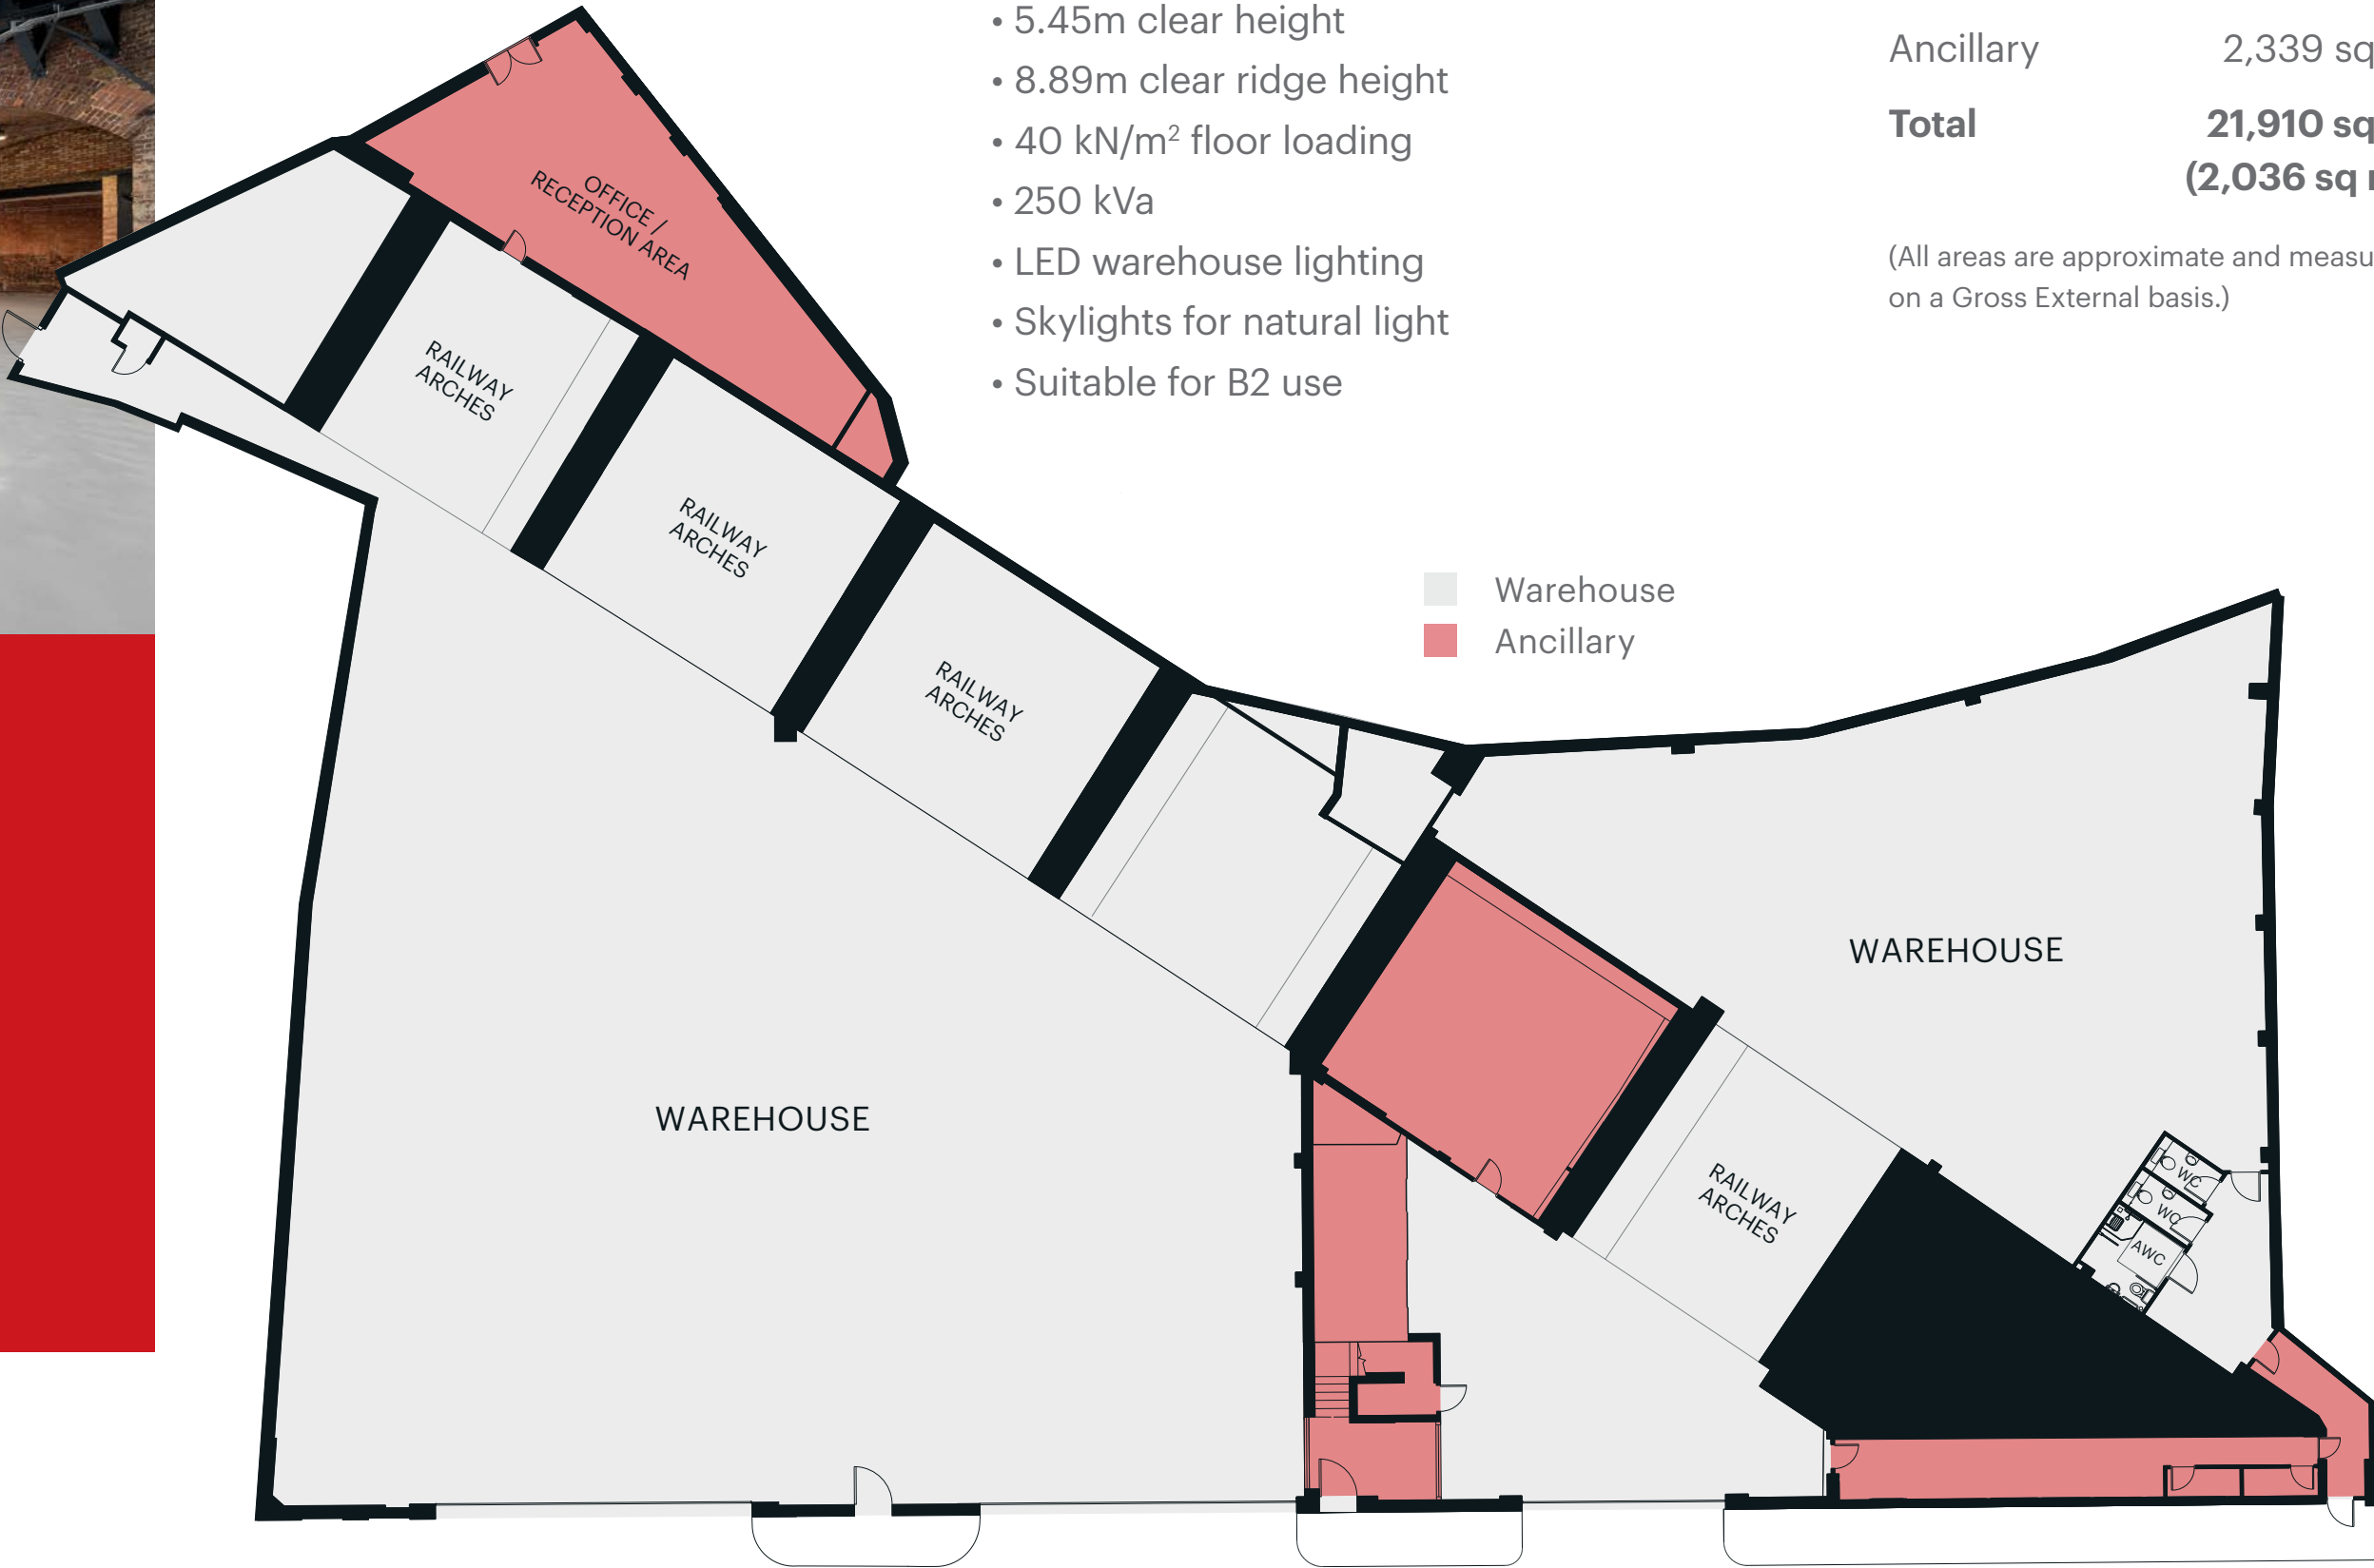 • 5.45m clear height
• 8.89m clear ridge height
• 40 kN/m² floor loading
• 250 kVa
• LED warehouse lighting
• Skylights for natural light
• Suitable for B2 use
Ancillary 2,339 sq
Total 21,910 sq
(2,036 sq
(All areas are approximate and measu
on a Gross External basis.)
Warehouse
Ancillary
OFFICE /
RECEPTION AREA
RAILWAY
ARCHES
RAILWAY
ARCHES
RAILWAY
ARCHES
WAREHOUSE
WAREHOUSE
RAILWAY
ARCHES
WC
WC
AWC